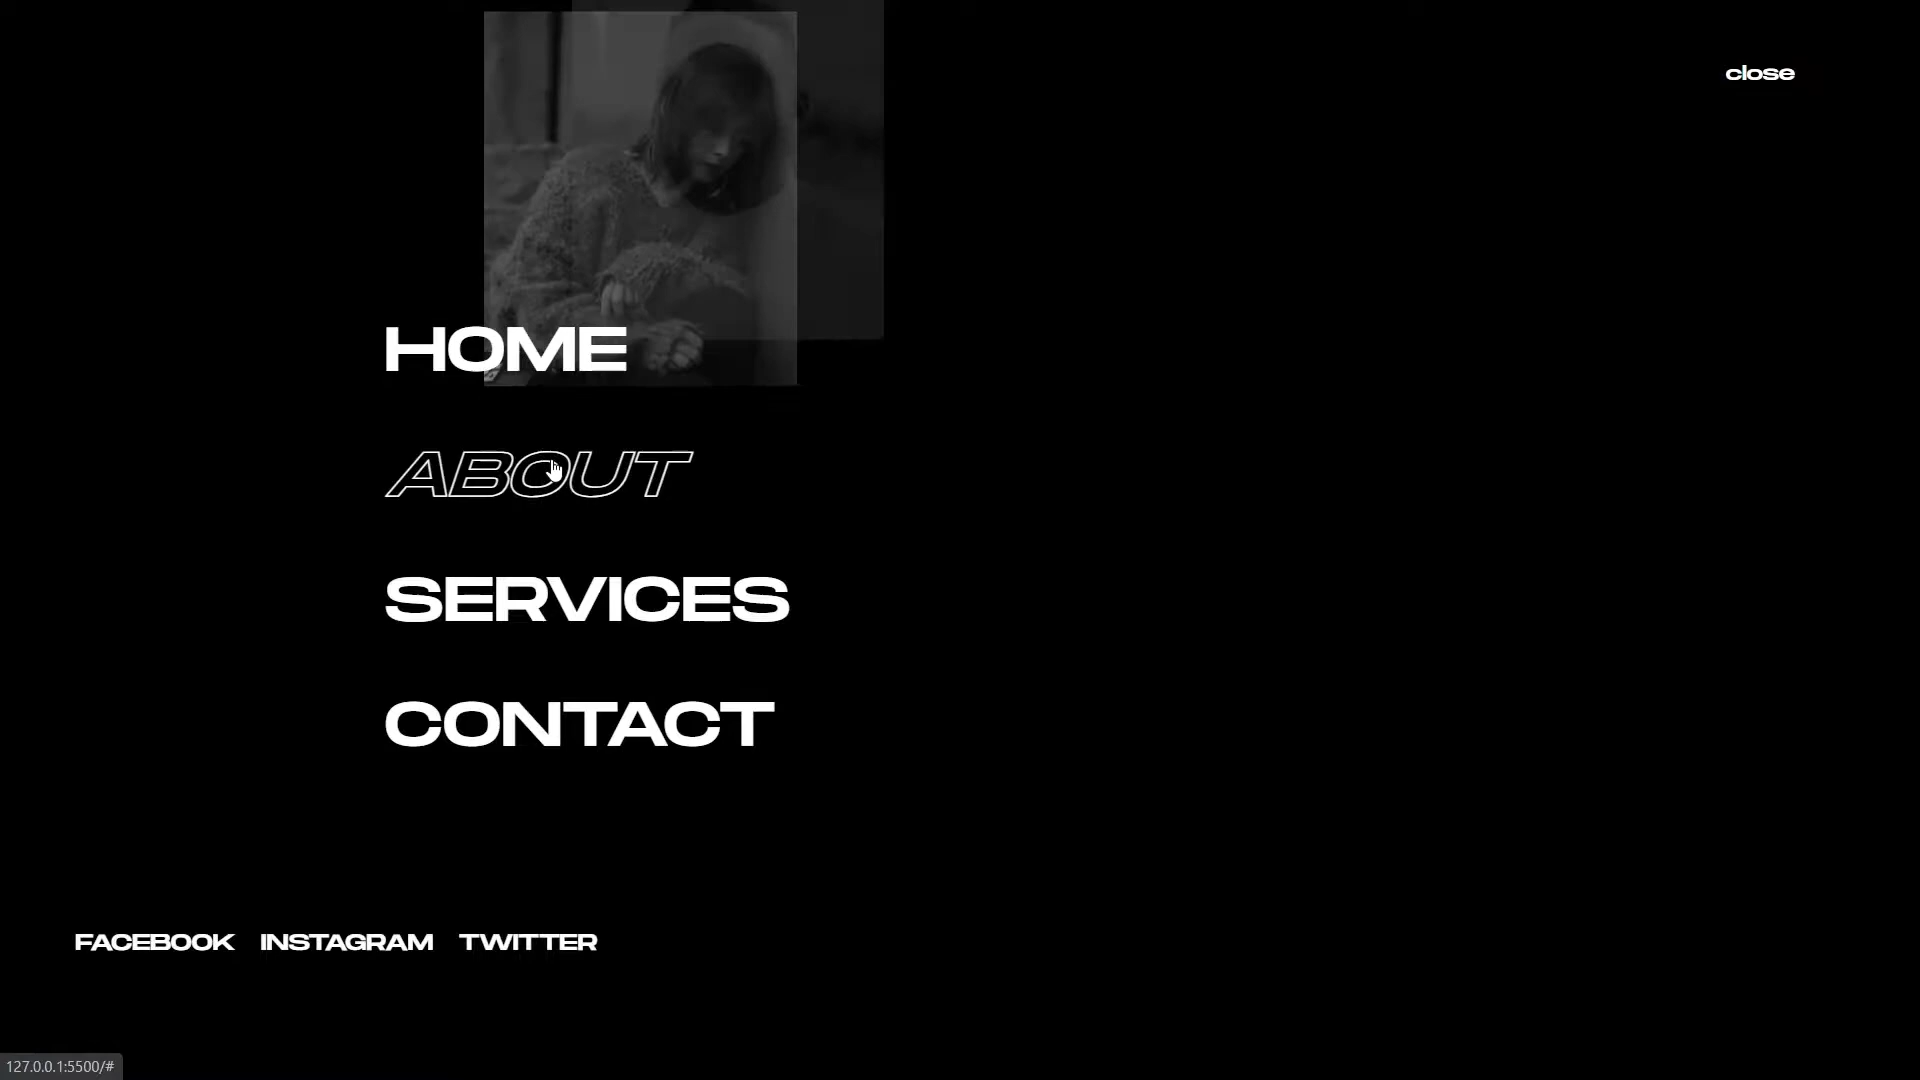 close
HOME
ABOUT
SERVICES
CONTACT
FACEBOOK INSTAGRAM TWITTER
127.0.0.1:5500/#